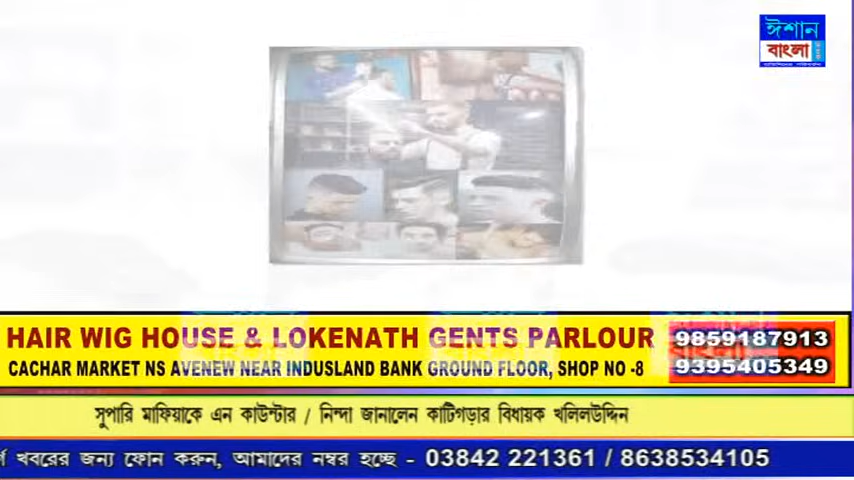 ঈশান
বাংলা
HAIR WIG HOUSE & LOKENATH GENTS PARLOUR
9859187913
CACHAR MARKET NS AVENEW NEAR INDUSLAND BANK GROUND FLOOR, SHOP NO -8
9395405349
সুপারি মাফিয়াকে এন কাউন্টার / নিন্দা জানালেন কাটিগড়ার বিধায়ক খলিলউদ্দিন
খবরের জন্য ফোন করুন, আমাদের নম্বর হচ্ছে - 03842 221361 / 8638534105